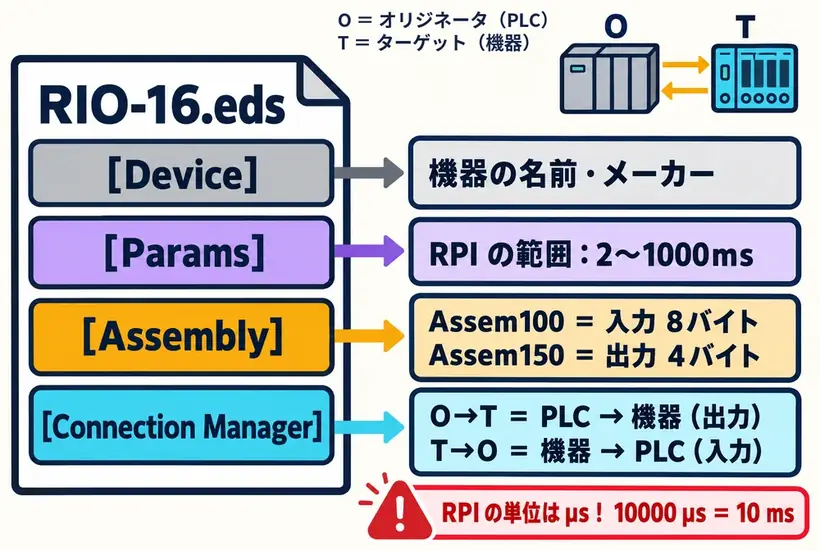 O = オリジネータ（PLC）
T = ターゲット（機器）
O
T
RIO-16.eds
[Device]
機器の名前・メーカー
[Params]
RPI の範囲：2〜1000ms
[Assembly]
Assem100 = 入力 8バイト
Assem150 = 出力 4バイト
[Connection Manager]
O→T = PLC → 機器（出力）
T→O = 機器 → PLC（入力）
RPI の単位は μs！ 10000 μs = 10 ms